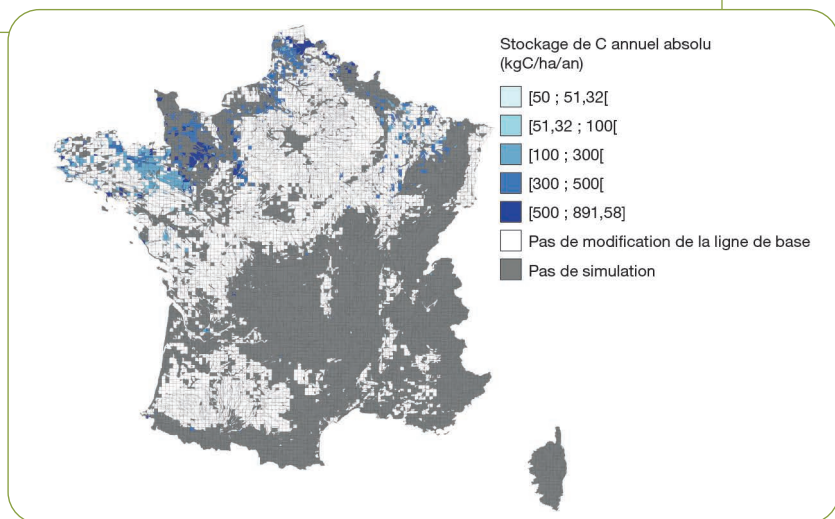 Stockage de C annuel absolu
(kgC/ha/an)
[50 ; 51,32[
[51,32 ; 100[
[100 ; 300[
[300 ; 500[
[500 ; 891,58]
Pas de modification de la ligne de base
Pas de simulation